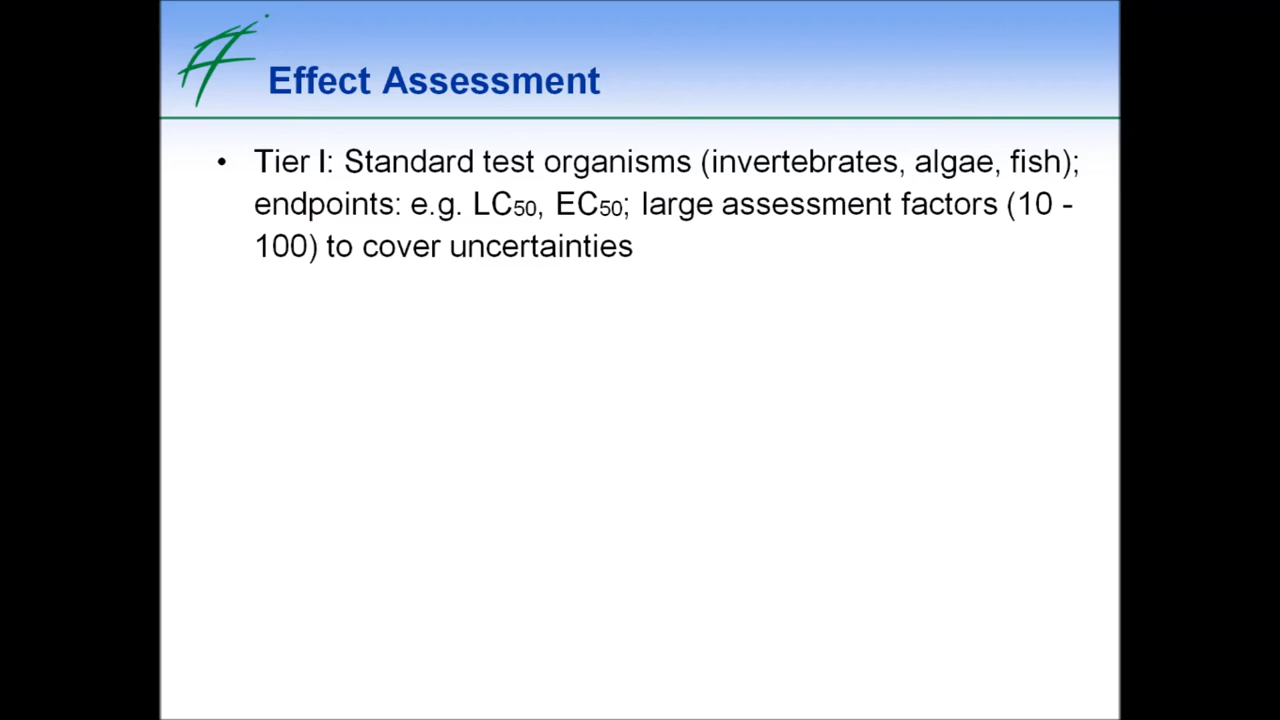 Effect Assessment
• Tier I: Standard test organisms (invertebrates, algae, fish);
endpoints: e.g. LC50, EC50; large assessment factors (10 -
100) to cover uncertainties